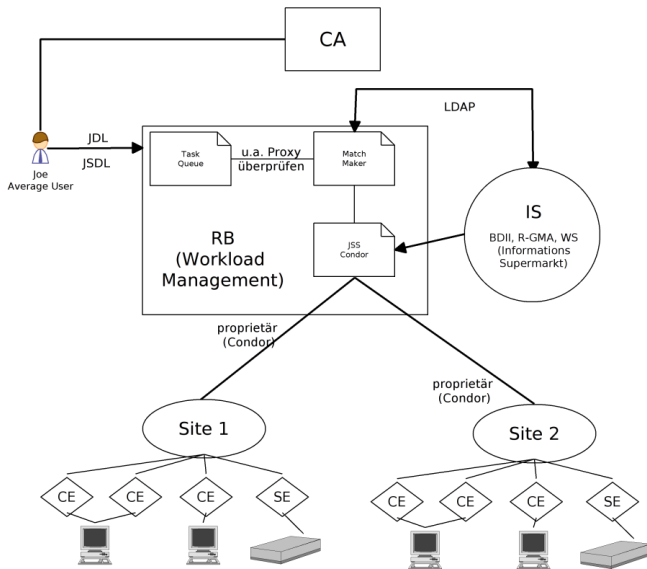 CA
LDAP
JDL
JSDL
Joe
Average User
Task
Queue
u.a. Proxy
überprüfen
Match
Maker
IS
BDII, R-GMA, WS
(Informations
Supermarkt)
RB
(Workload
Management)
JSS
Condor
proprietär
(Condor)
proprietär
(Condor)
Site 1
Site 2
CE
CE
CE
SE
CE
CE
CE
SE